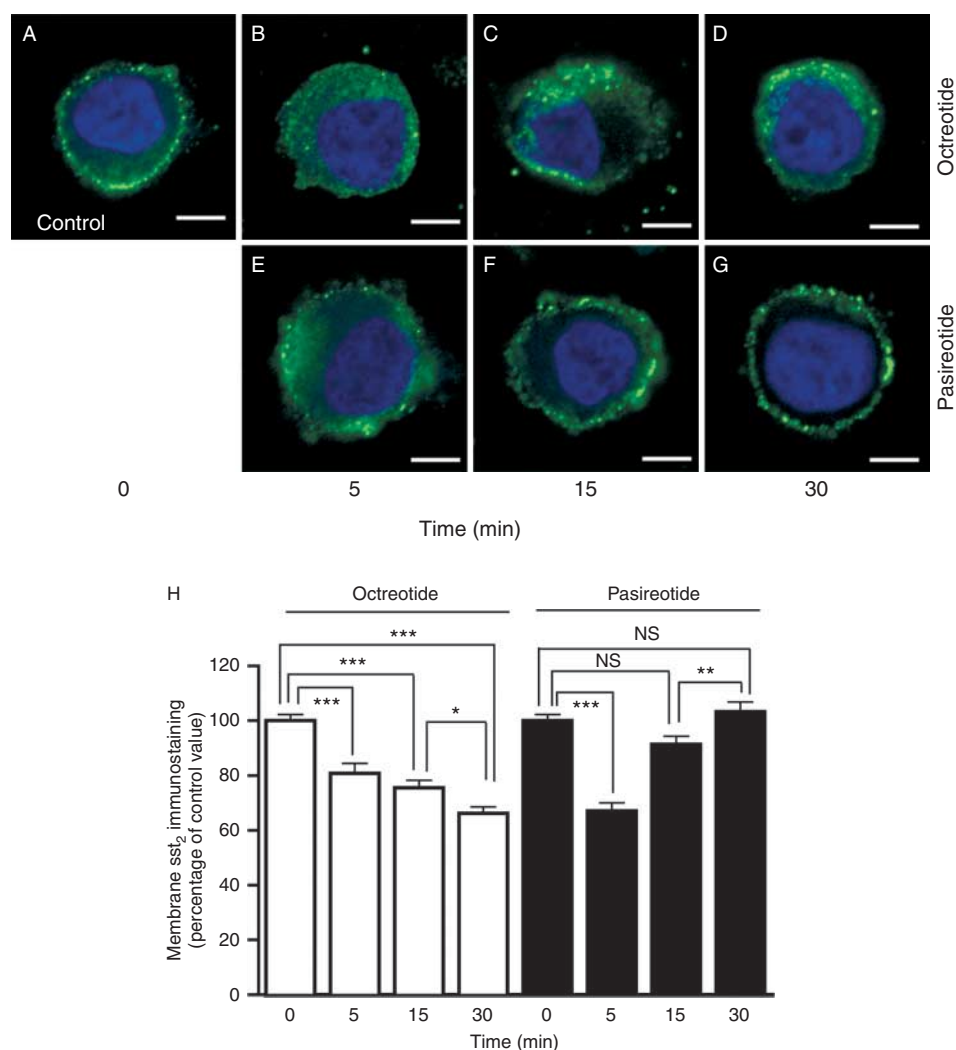 A
B
C
D
Octreotide
Control
E
F
G
Pasireotide
0 5 15 30
Time (min)
H
Octreotide
Pasireotide
***
NS
***
NS
**
***
*
***
120
100
80
60
40
20
0
Membrane sst2 immunostaining
(percentage of control value)
0 5 15 30 0 5 15 30
Time (min)